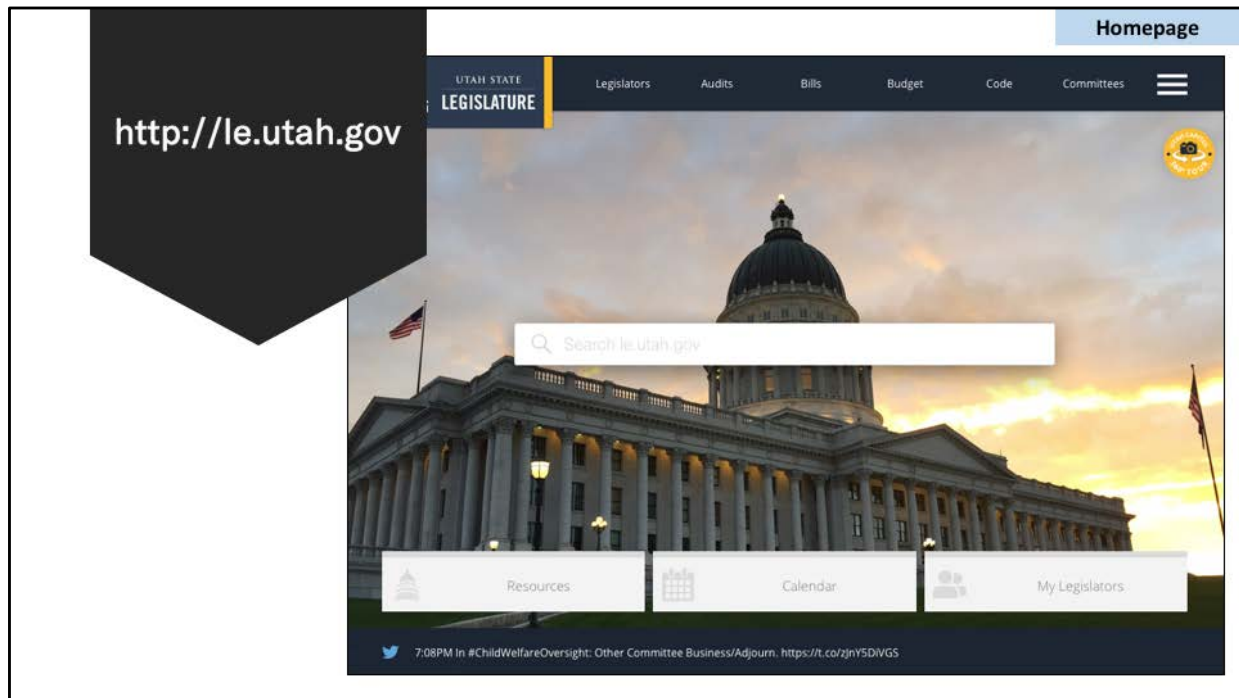 Homepage
http://le.utah.gov
UTAH STATE
LEGISLATURE
Legislators Audits Bills Budget Code Committees
Search le.utah.gov
Resources Calendar My Legislators
7:08PM In #ChildWelfareOversight: Other Committee Business/Adjourn. https://t.co/zJnY5DiVGS